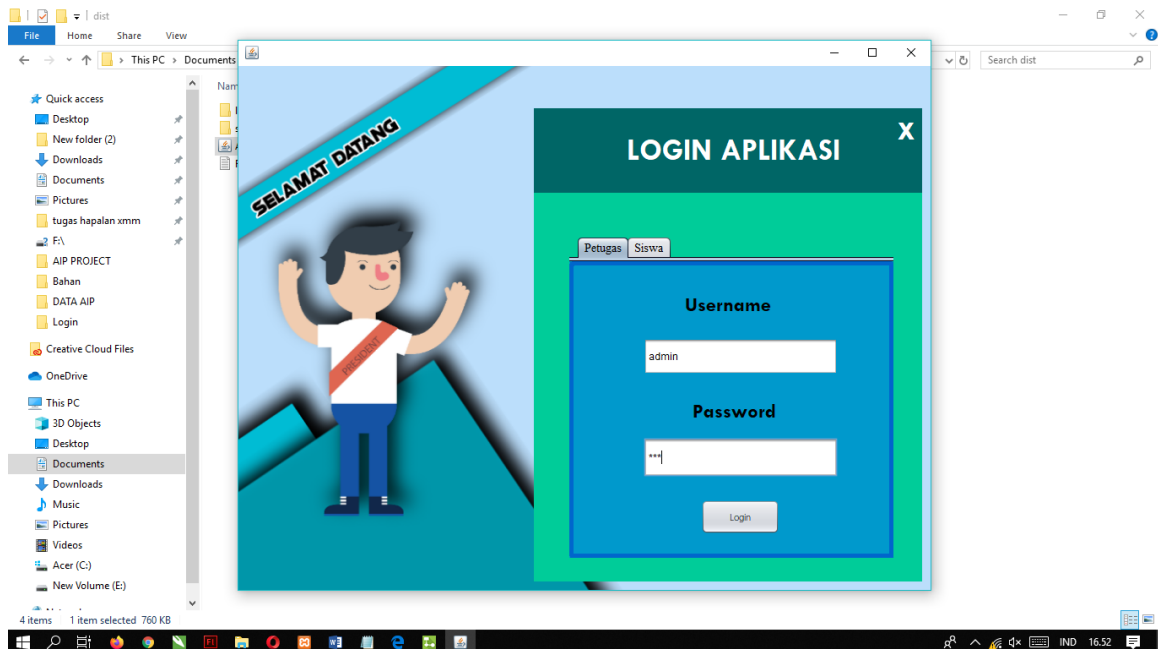 dist
File Home Share View
This PC Documents
Search dist
Quick access
Desktop
New folder (2)
Downloads
Documents
Pictures
tugas hapalan xmm
F:\
AIP PROJECT
Bahan
DATA AIP
Login
Creative Cloud Files
OneDrive
This PC
3D Objects
Desktop
Documents
Downloads
Music
Pictures
Videos
Acer (C:)
New Volume (E:)
4 items 1 item selected 760 KB
SELAMAT DATANG
PRESIDENT
LOGIN APLIKASI
X
Petugas Siswa
Username
admin
Password
***
Login
IND 16.52